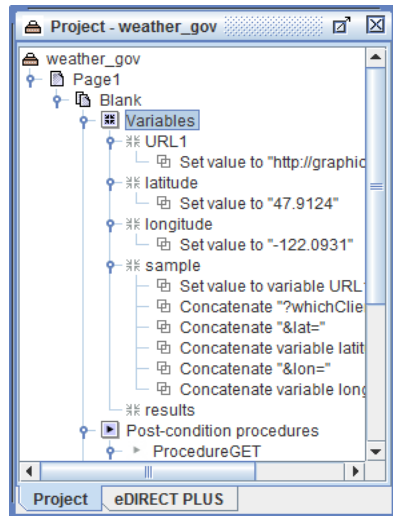 Project - weather_gov
weather_gov
Page1
Blank
Variables
URL1
Set value to "http://graphic
latitude
Set value to "47.9124"
longitude
Set value to "-122.0931"
sample
Set value to variable URL1
Concatenate "?whichClie
Concatenate "&lat="
Concatenate variable latit
Concatenate "&lon="
Concatenate variable long
results
Post-condition procedures
ProcedureGET
Project eDIRECT PLUS